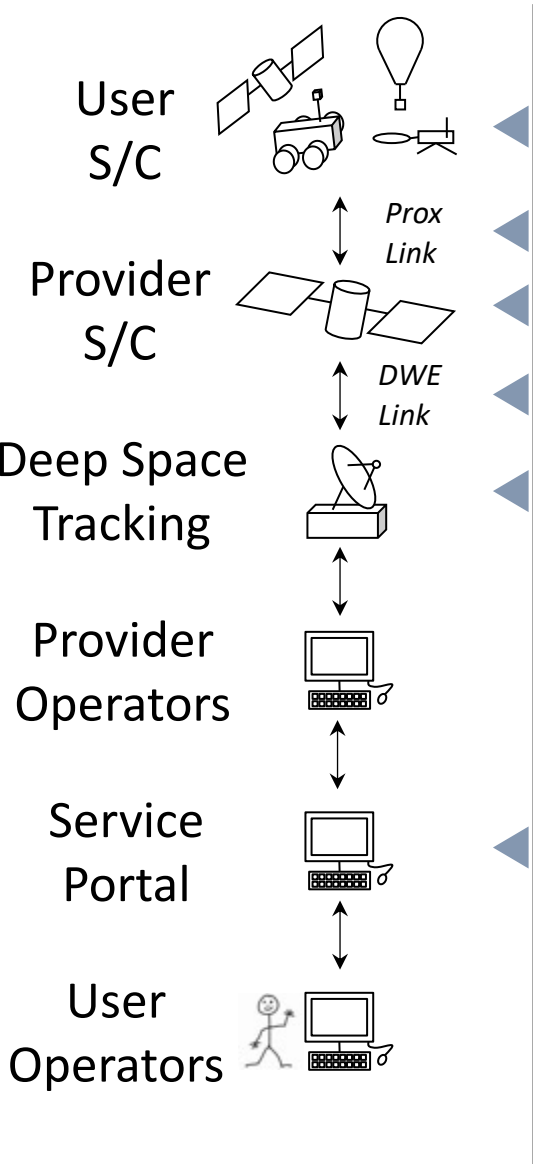 User
S/C
Prox
Link
Provider
S/C
DWE
Link
Deep Space
Tracking
Provider
Operators
Service
Portal
User
Operators